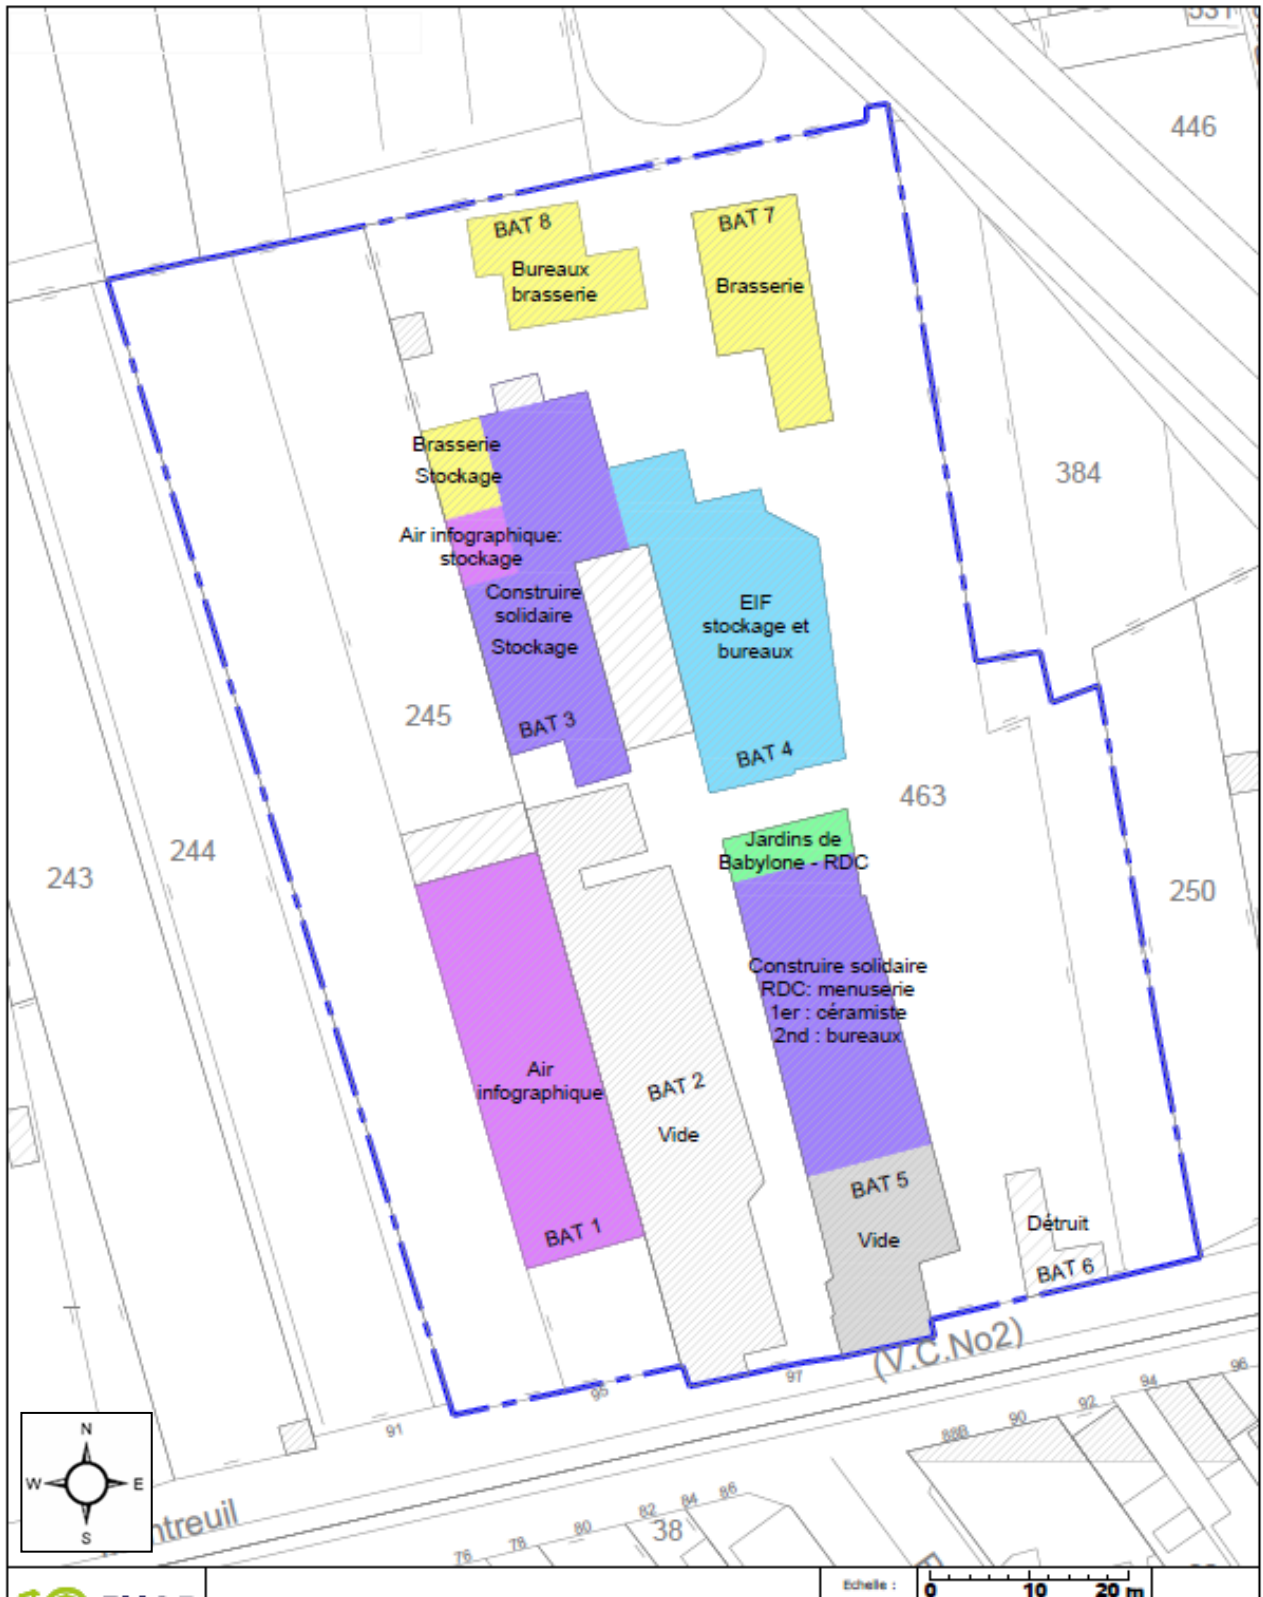 446
BAT 8
BAT 7
Bureaux
brasserie
Brasserie
Brasserie
Stockage
384
Air infographique:
stockage
Construire
solidaire
Stockage
EIF
stockage et
bureaux
245
BAT 3
BAT 4
463
244
243
Jardins de
Babylone - RDC
250
Construire solidaire
RDC: menuserie
1er : céramiste
2nd : bureaux
Air
infographique
BAT 2
Vide
BAT 1
BAT 5
Vide
Détruit
BAT 6
(V.C.No2)
91
95
97
88B
90
92
94
96
N
W
E
S
ntreuil
76
78
80
82
84
86
38
Echelle :
0 10 20 m